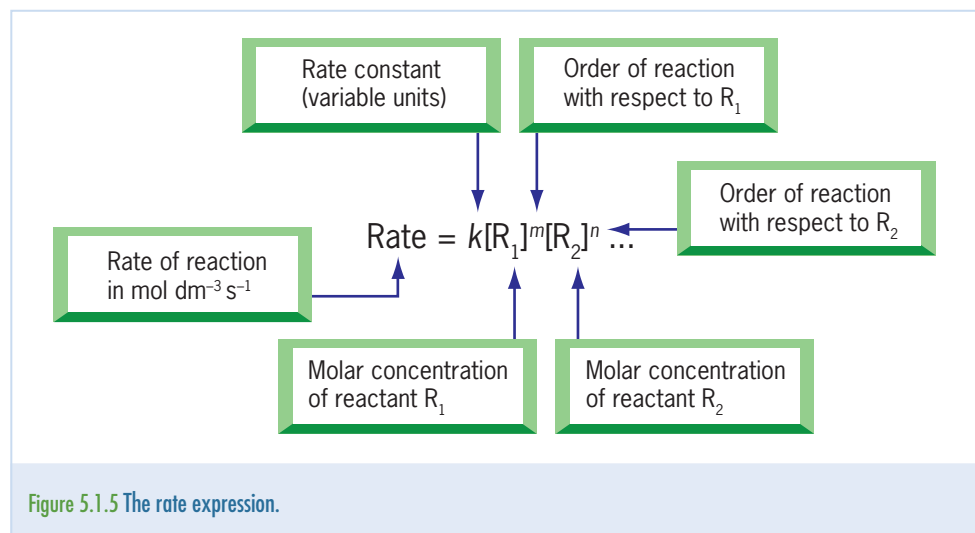 Rate constant
(variable units)
Order of reaction
with respect to R₁
Order of reaction
with respect to R₂
Rate = k[R₁]ᵐ[R₂]ⁿ ...
Rate of reaction
in mol dm⁻³ s⁻¹
Molar concentration
of reactant R₁
Molar concentration
of reactant R₂
Figure 5.1.5 The rate expression.